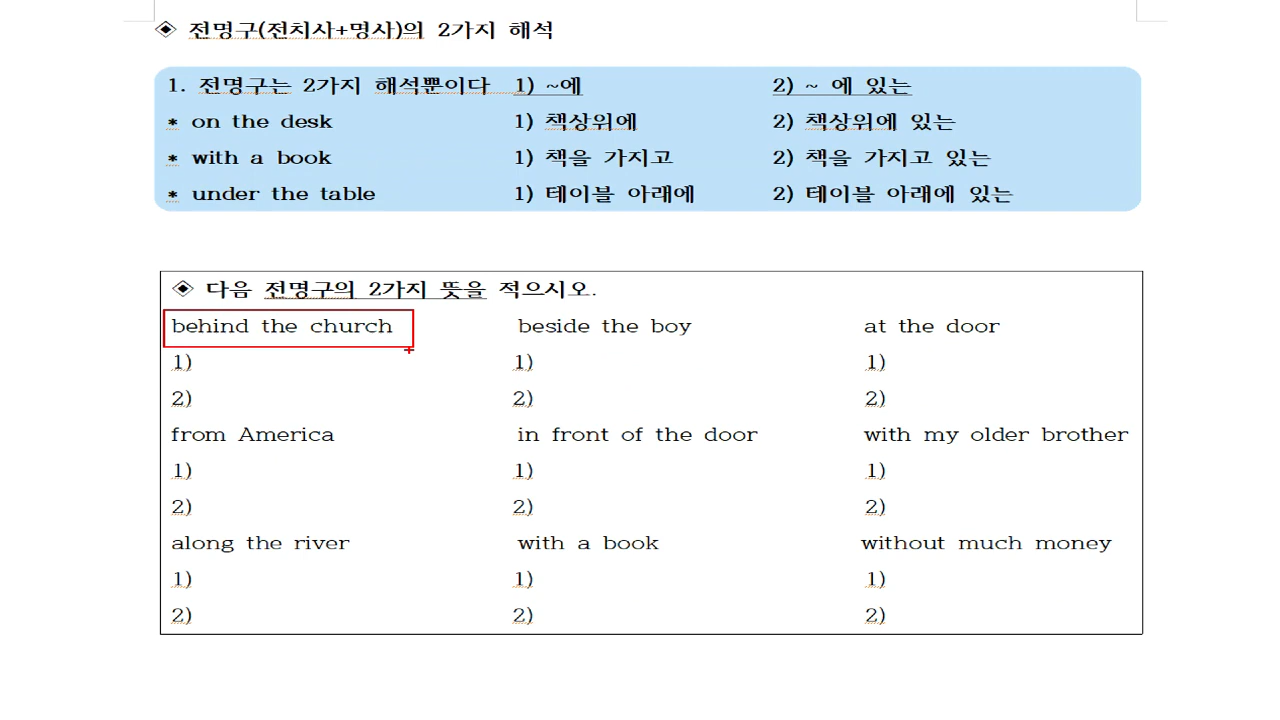 ◈ 전명구(전치사+명사)의 2가지 해석
1. 전명구는 2가지 해석뿐이다 1) ~에 2) ~ 에 있는
* on the desk 1) 책상위에 2) 책상위에 있는
* with a book 1) 책을 가지고 2) 책을 가지고 있는
* under the table 1) 테이블 아래에 2) 테이블 아래에 있는
◈ 다음 전명구의 2가지 뜻을 적으시오.
behind the church beside the boy at the door
1) 1) 1)
2) 2) 2)
from America in front of the door with my older brother
1) 1) 1)
2) 2) 2)
along the river with a book without much money
1) 1) 1)
2) 2) 2)